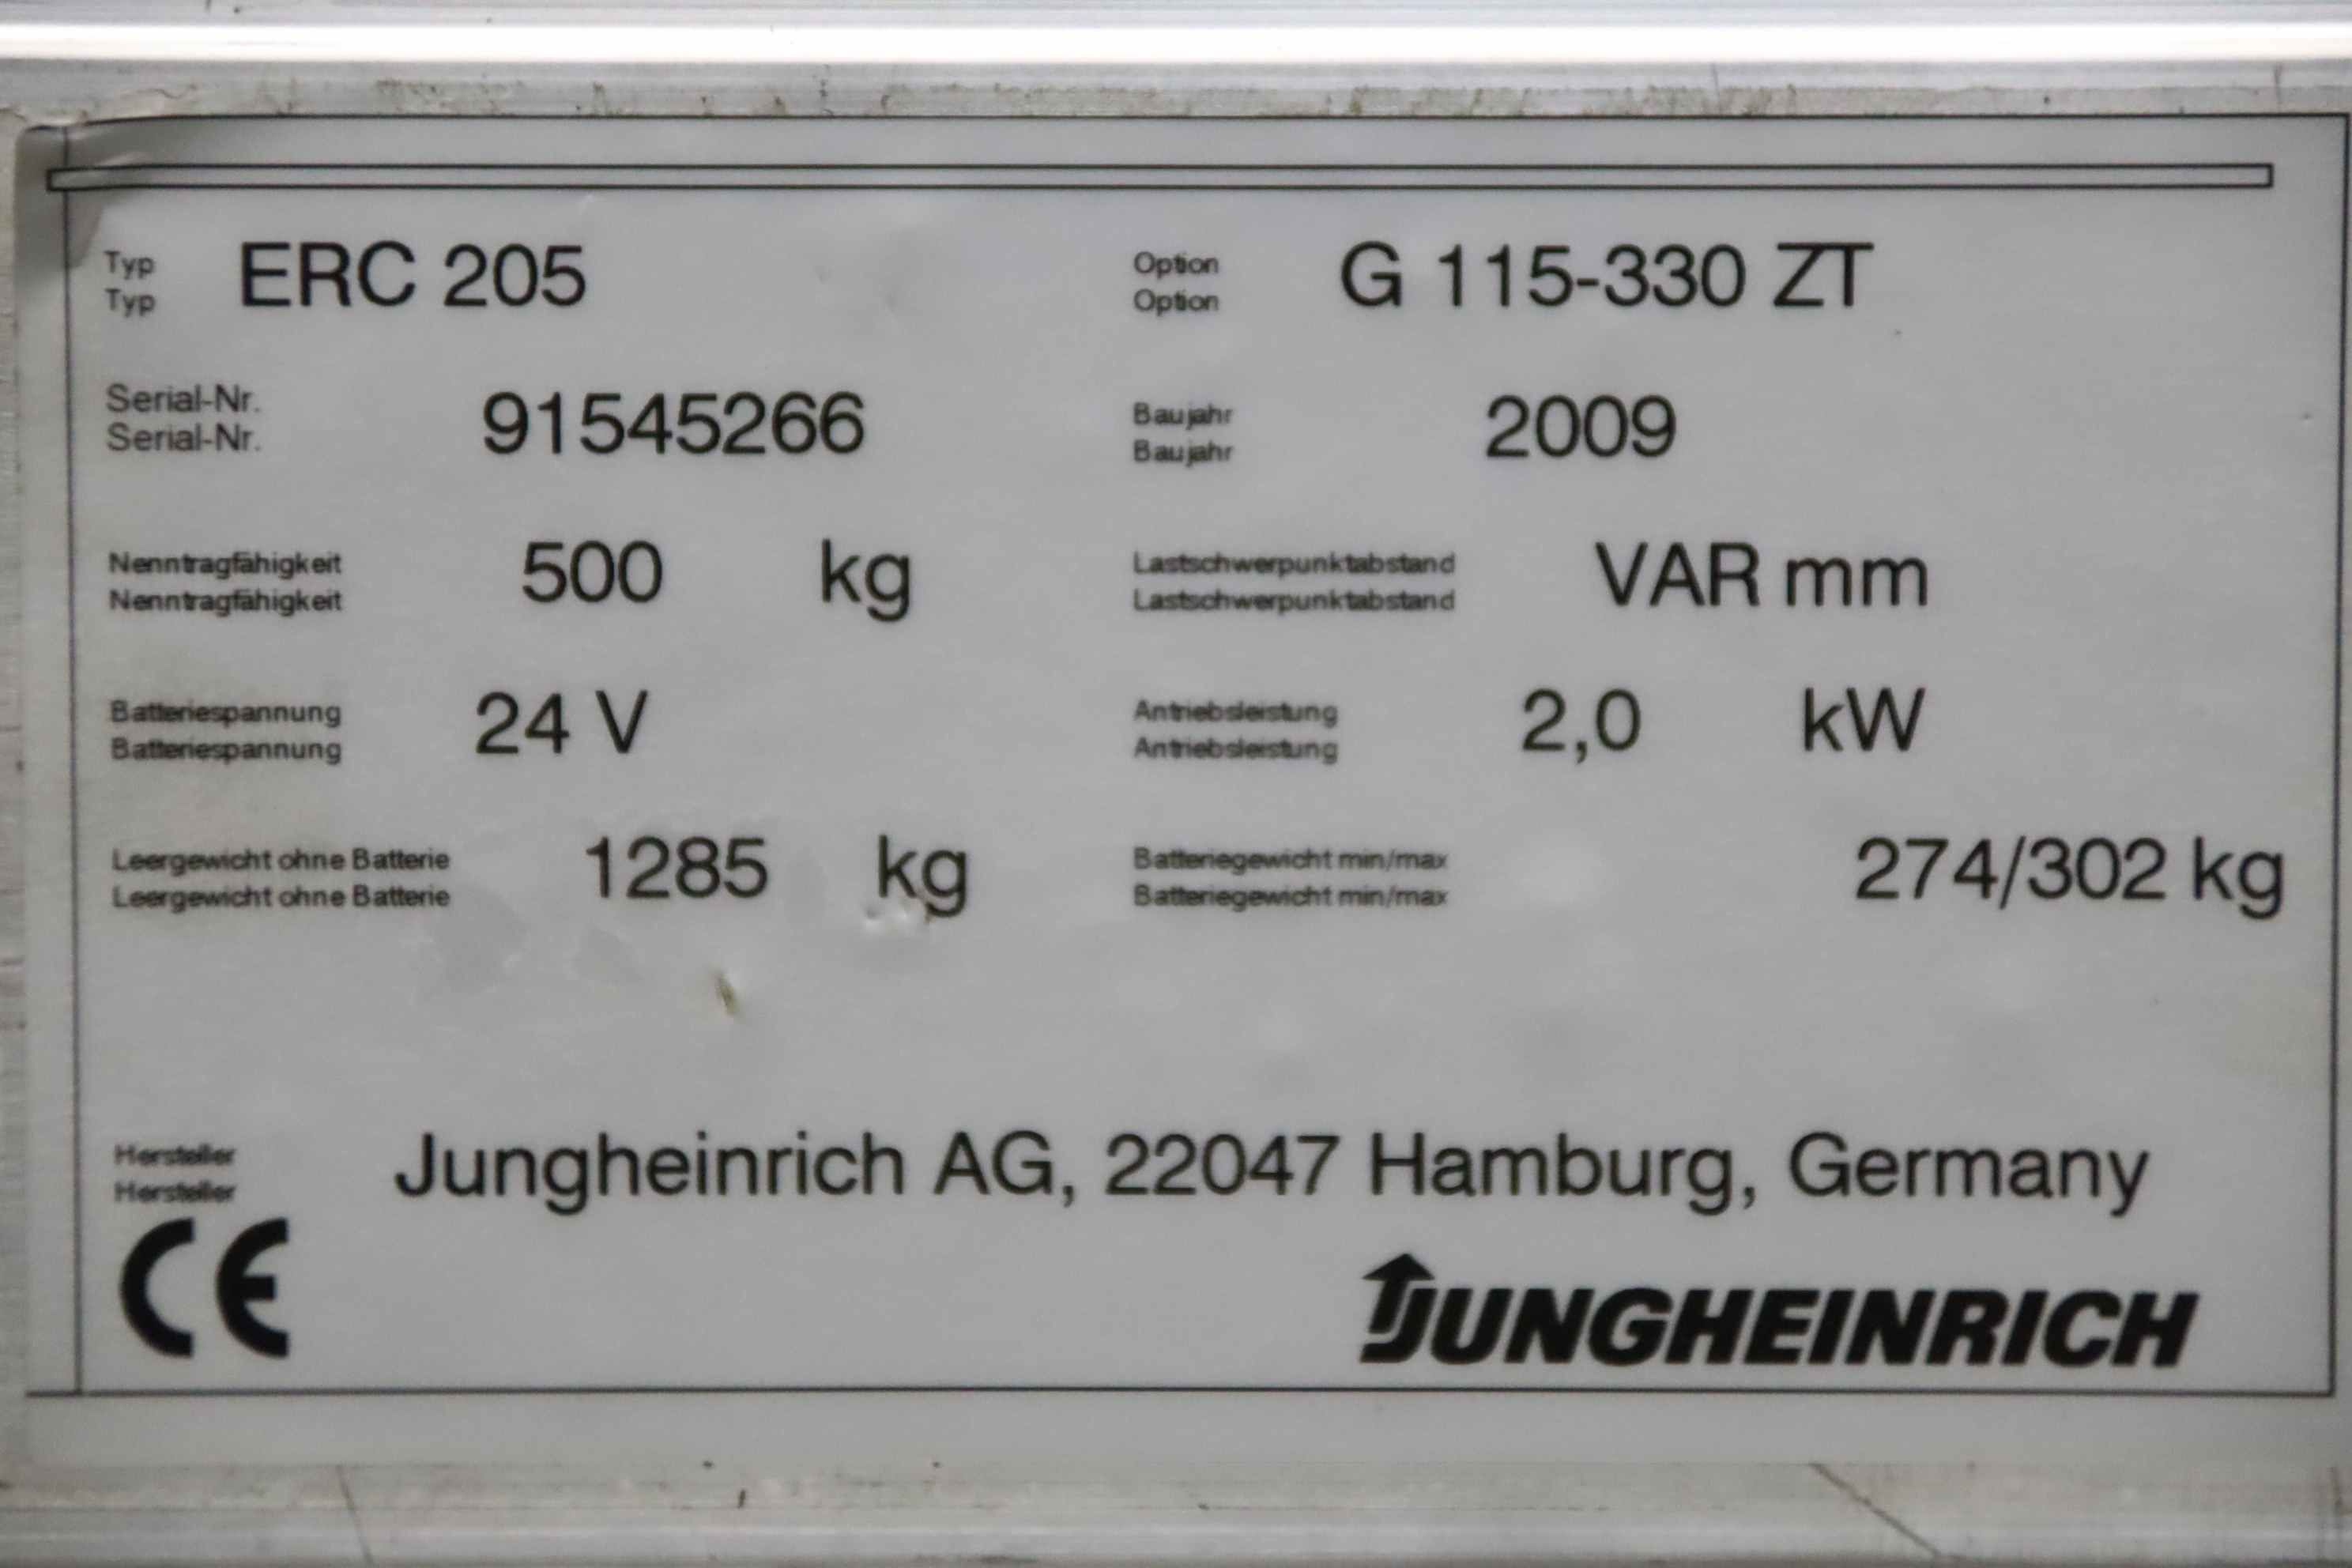 Typ ERC 205 Option G 115-330 ZT
Typ Option
Serial-Nr. 91545266 Baujahr 2009
Serial-Nr. Baujahr
Nenntragfähigkeit 500 kg Lastschwerpunktabstand VAR mm
Nenntragfähigkeit Lastschwerpunktabstand
Batteriespannung 24 V Antriebsleistung 2,0 kW
Batteriespannung Antriebsleistung
Leergewicht ohne Batterie 1285 kg Batteriegewicht min/max 274/302 kg
Leergewicht ohne Batterie Batteriegewicht min/max
Hersteller Jungheinrich AG, 22047 Hamburg, Germany
Hersteller
CE JUNGHEINRICH